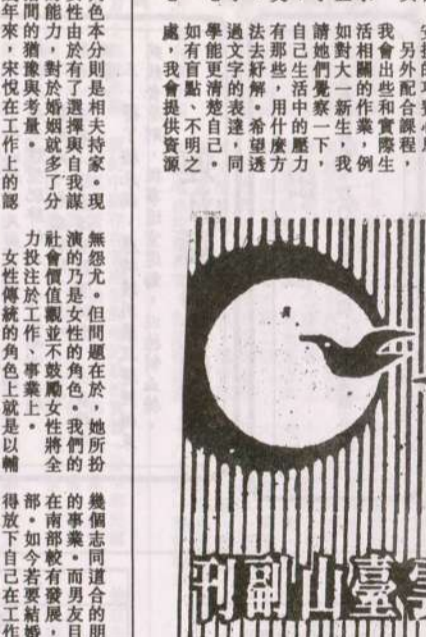 另外配合課程，
我會出些和實際生
活相關的作業，例
如對大一新生，我
請她們覺察一下，
自己生活中的壓力
有那些，用什麼方
法去紓解。希望透
過文字的表達，同
學能更清楚自己。
如有盲點、不明之
處，我會提供資源
臺山副刊
色本分則是相夫持家。現
性由於有了選擇與自我謀
能力，對於婚姻就多了分
間的猶豫與考量。
年來，宋悅在工作上的認
無怨尤。但問題在於，她所扮
演的乃是女性的角色。我們的
社會價值觀並不鼓勵女性將全
力投注於工作、事業上。
女性傳統的角色上就是以輔
幾個志同道合的朋
的事業。而男友目
在南部較有發展，
部。如今若要結婚
得放下自己在工作